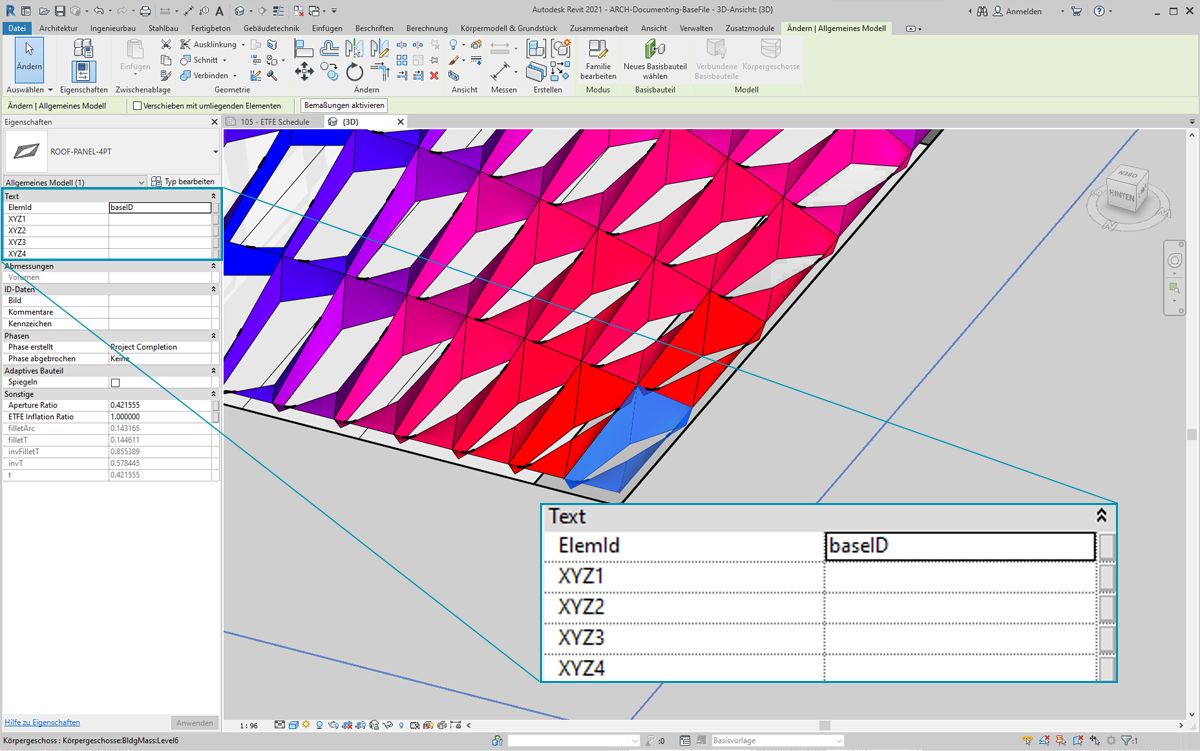 Autodesk Revit 2021 - ARCH-Documenting-BaseFile - 3D-Ansicht: {3D}
Anmelden
Datei Architektur Ingenieurbau Stahlbau Fertigbeton Gebäudetechnik Einfügen Beschriften Berechnung Körpermodell & Grundstück Zusammenarbeit Ansicht Verwalten Zusatzmodule Ändern | Allgemeines Modell
Ändern
Einfügen
Ausklinkung
Schnitt
Verbinden
Familie bearbeiten
Neues Basisbauteil wählen
Verbundene Basisbauteile
Körpergeschoss
Auswählen Eigenschaften Zwischenablage Geometrie Ändern Ansicht Messen Erstellen Modus Basisbauteil Modell
Ändern | Allgemeines Modell
Verschieben mit umliegenden Elementen
Bemaßungen aktivieren
Eigenschaften
105 - ETFE Schedule
{3D}
ROOF-PANEL-4PT
Allgemeines Modell (1)
Typ bearbeiten
Text
ElemId baseID
XYZ1
XYZ2
XYZ3
XYZ4
Abmessungen
Volumen
ID-Daten
Bild
Kommentare
Kennzeichen
Phasen
Phase erstellt Project Completion
Phase abgebrochen Keine
Adaptives Bauteil
Spiegeln
Sonstige
Aperture Ratio 0.421555
ETFE Inflation Ratio 1.000000
filletArc 0.143165
filletT 0.144611
invFilletT 0.855389
invT 0.578445
t 0.421555
HINTEN
Text
ElemId baseID
XYZ1
XYZ2
XYZ3
XYZ4
Hilfe zu Eigenschaften
Anwenden
1 : 96
Körpergeschoss : Körpergeschosse:BldgMass:Level6
:0
Basisvorlage
:1